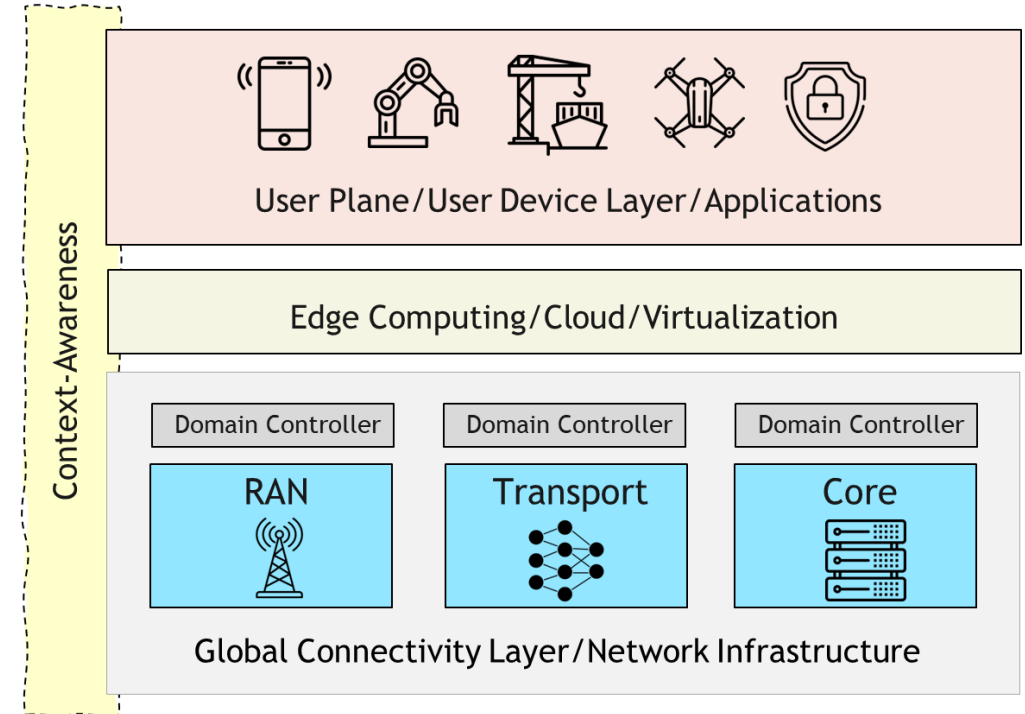 Context-Awareness
User Plane/User Device Layer/Applications
Edge Computing/Cloud/Virtualization
Domain Controller
Domain Controller
Domain Controller
RAN
Transport
Core
Global Connectivity Layer/Network Infrastructure